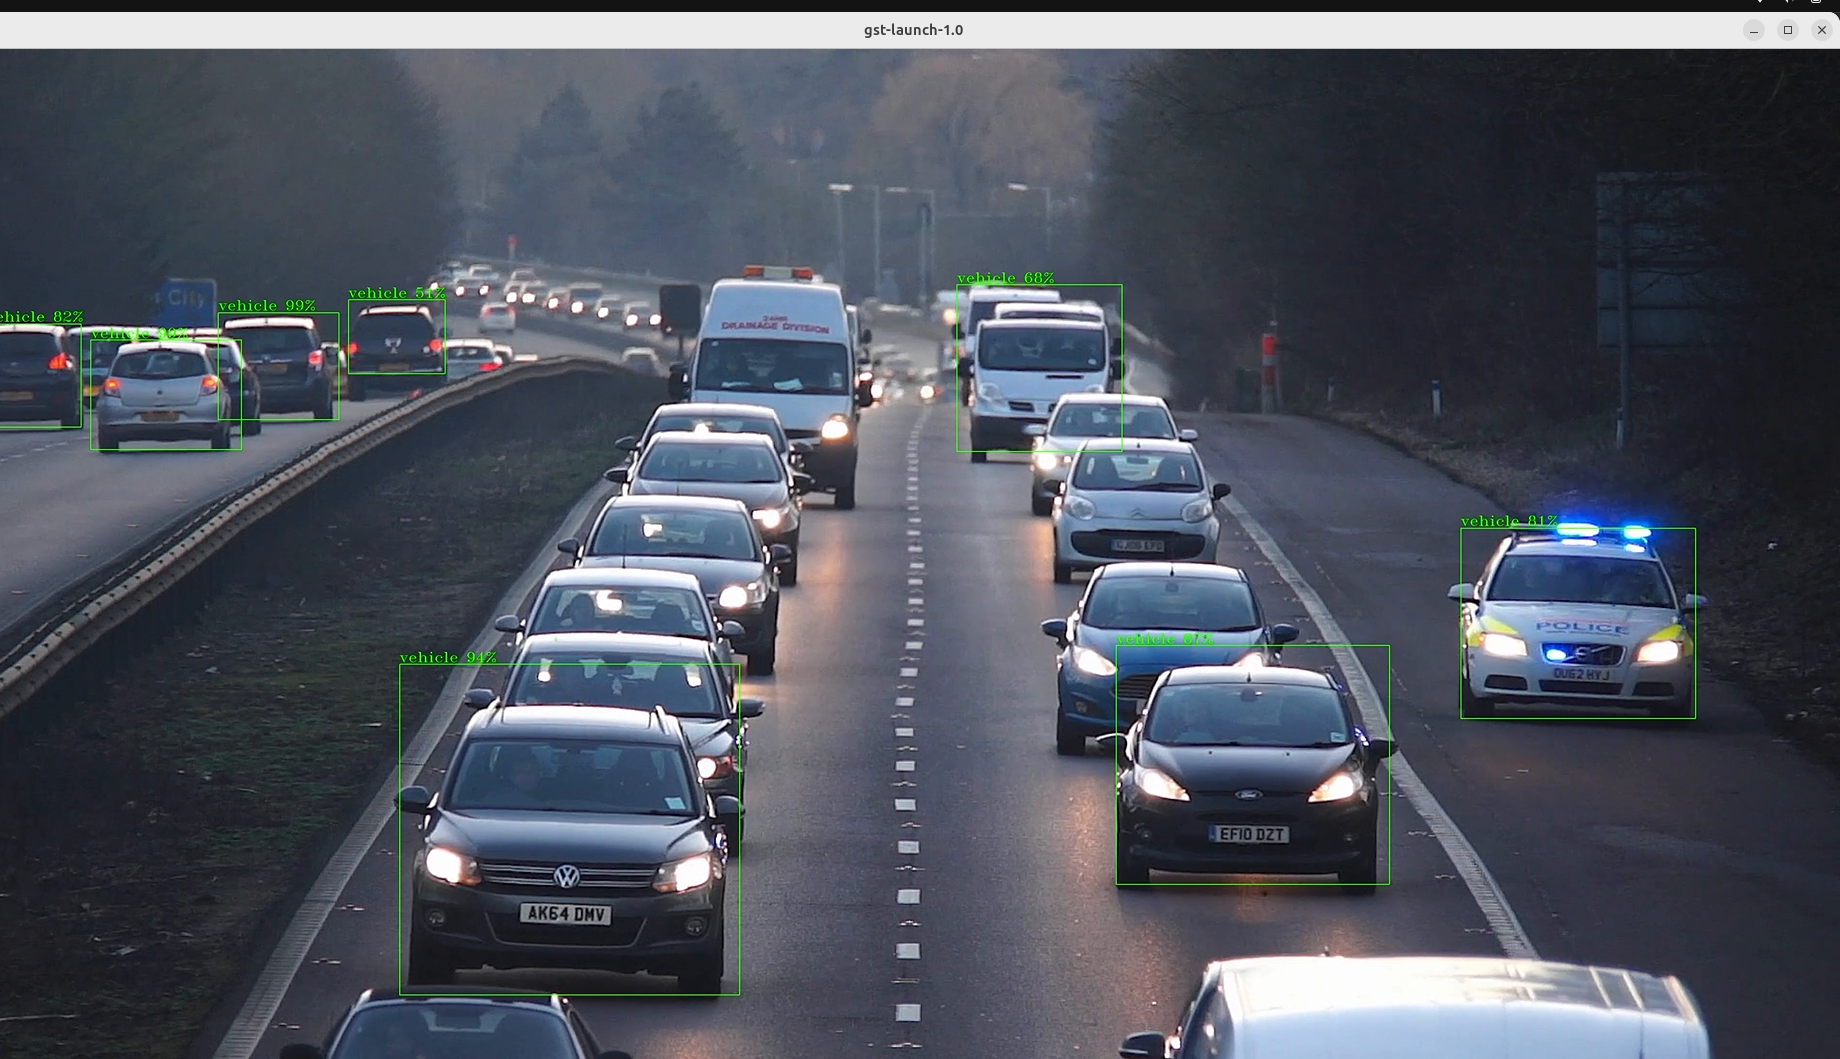 gst-launch-1.0
vehicle 68%
vehicle 51%
vehicle 99%
ehicle 82%
City
DRAINAGE DIVISION
vehicle 81%
POLICE
OU62 HYJ
vehicle 94%
EF10 DZT
AK64 DMV